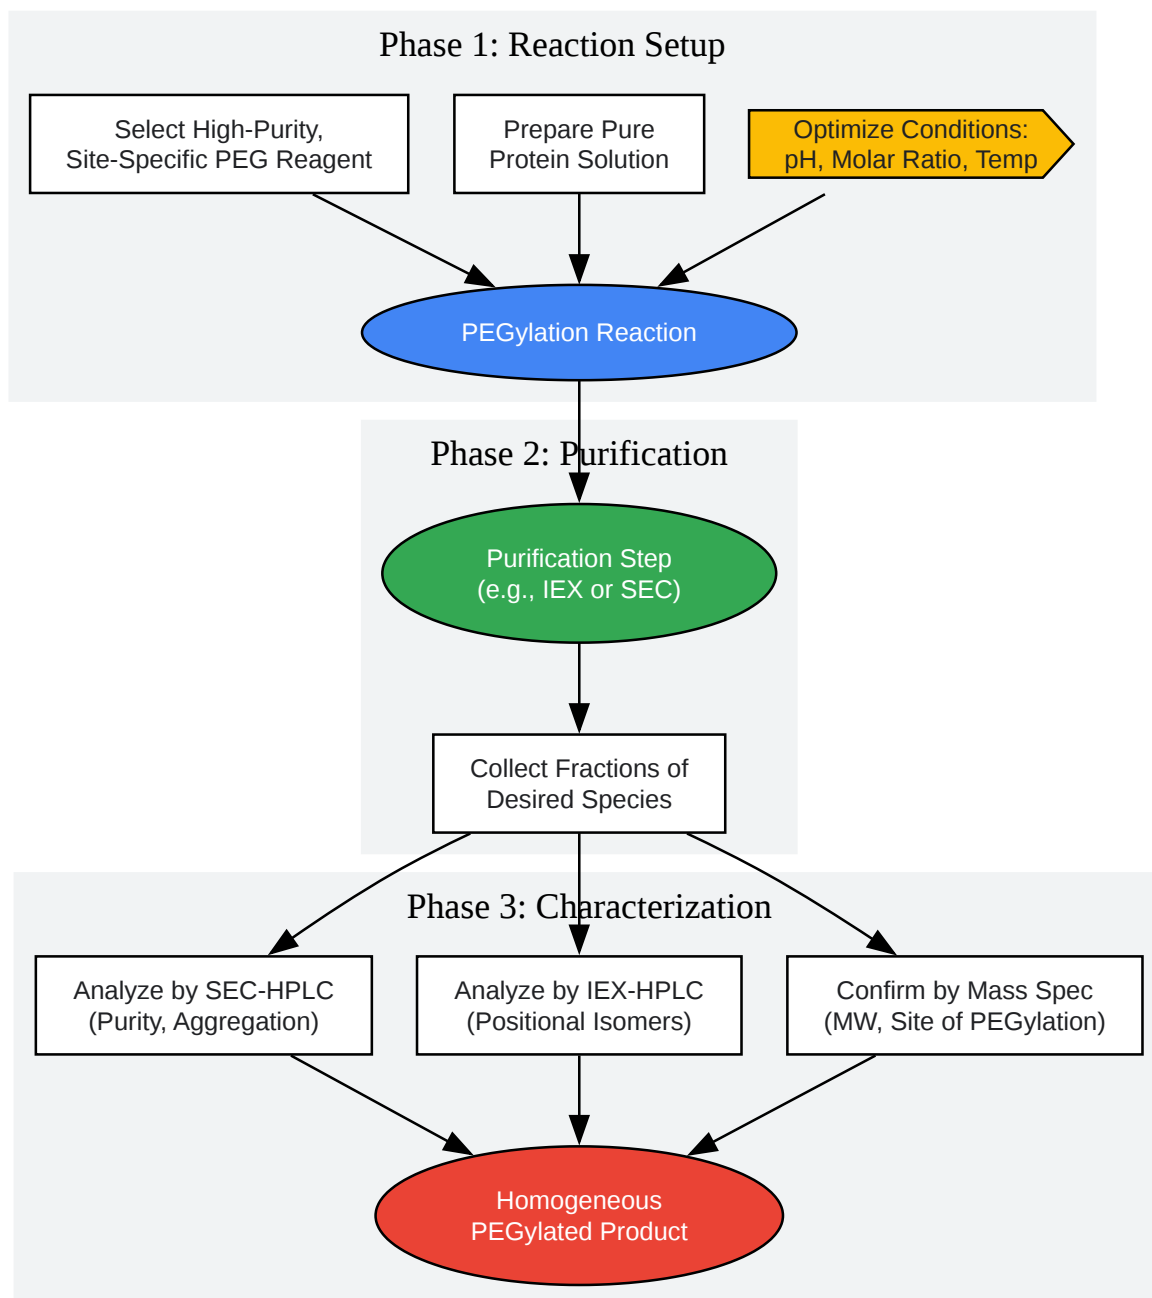 Phase 1: Reaction Setup
Select High-Purity,
Site-Specific PEG Reagent
Prepare Pure
Protein Solution
Optimize Conditions:
pH, Molar Ratio, Temp
PEGylation Reaction
Phase 2: Purification
Purification Step
(e.g., IEX or SEC)
Collect Fractions of
Desired Species
Phase 3: Characterization
Analyze by SEC-HPLC
(Purity, Aggregation)
Analyze by IEX-HPLC
(Positional Isomers)
Confirm by Mass Spec
(MW, Site of PEGylation)
Homogeneous
PEGylated Product